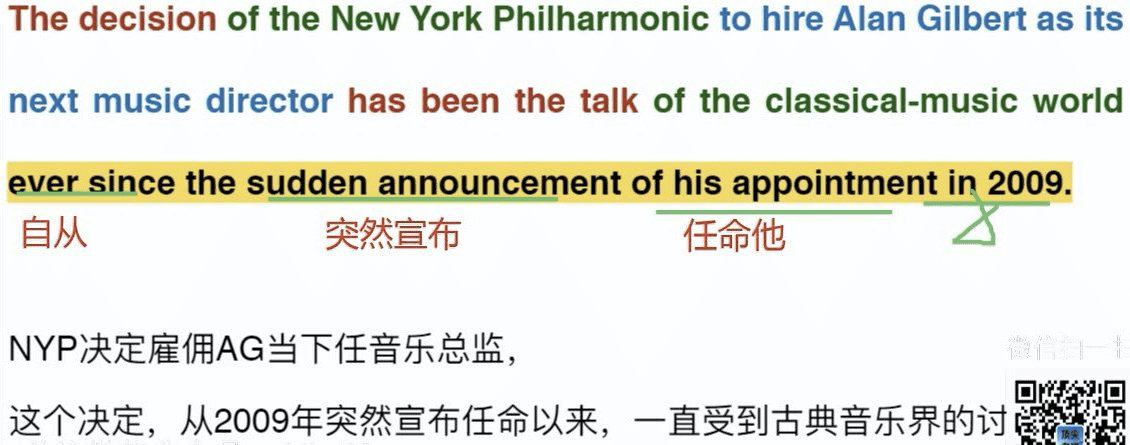 The decision of the New York Philharmonic to hire Alan Gilbert as its
next music director has been the talk of the classical-music world
ever since the sudden announcement of his appointment in 2009.
自从 突然宣布 任命他
NYP决定雇佣AG当下任音乐总监，
微信扫一扫
这个决定，从2009年突然宣布任命以来，一直受到古典音乐界的讨